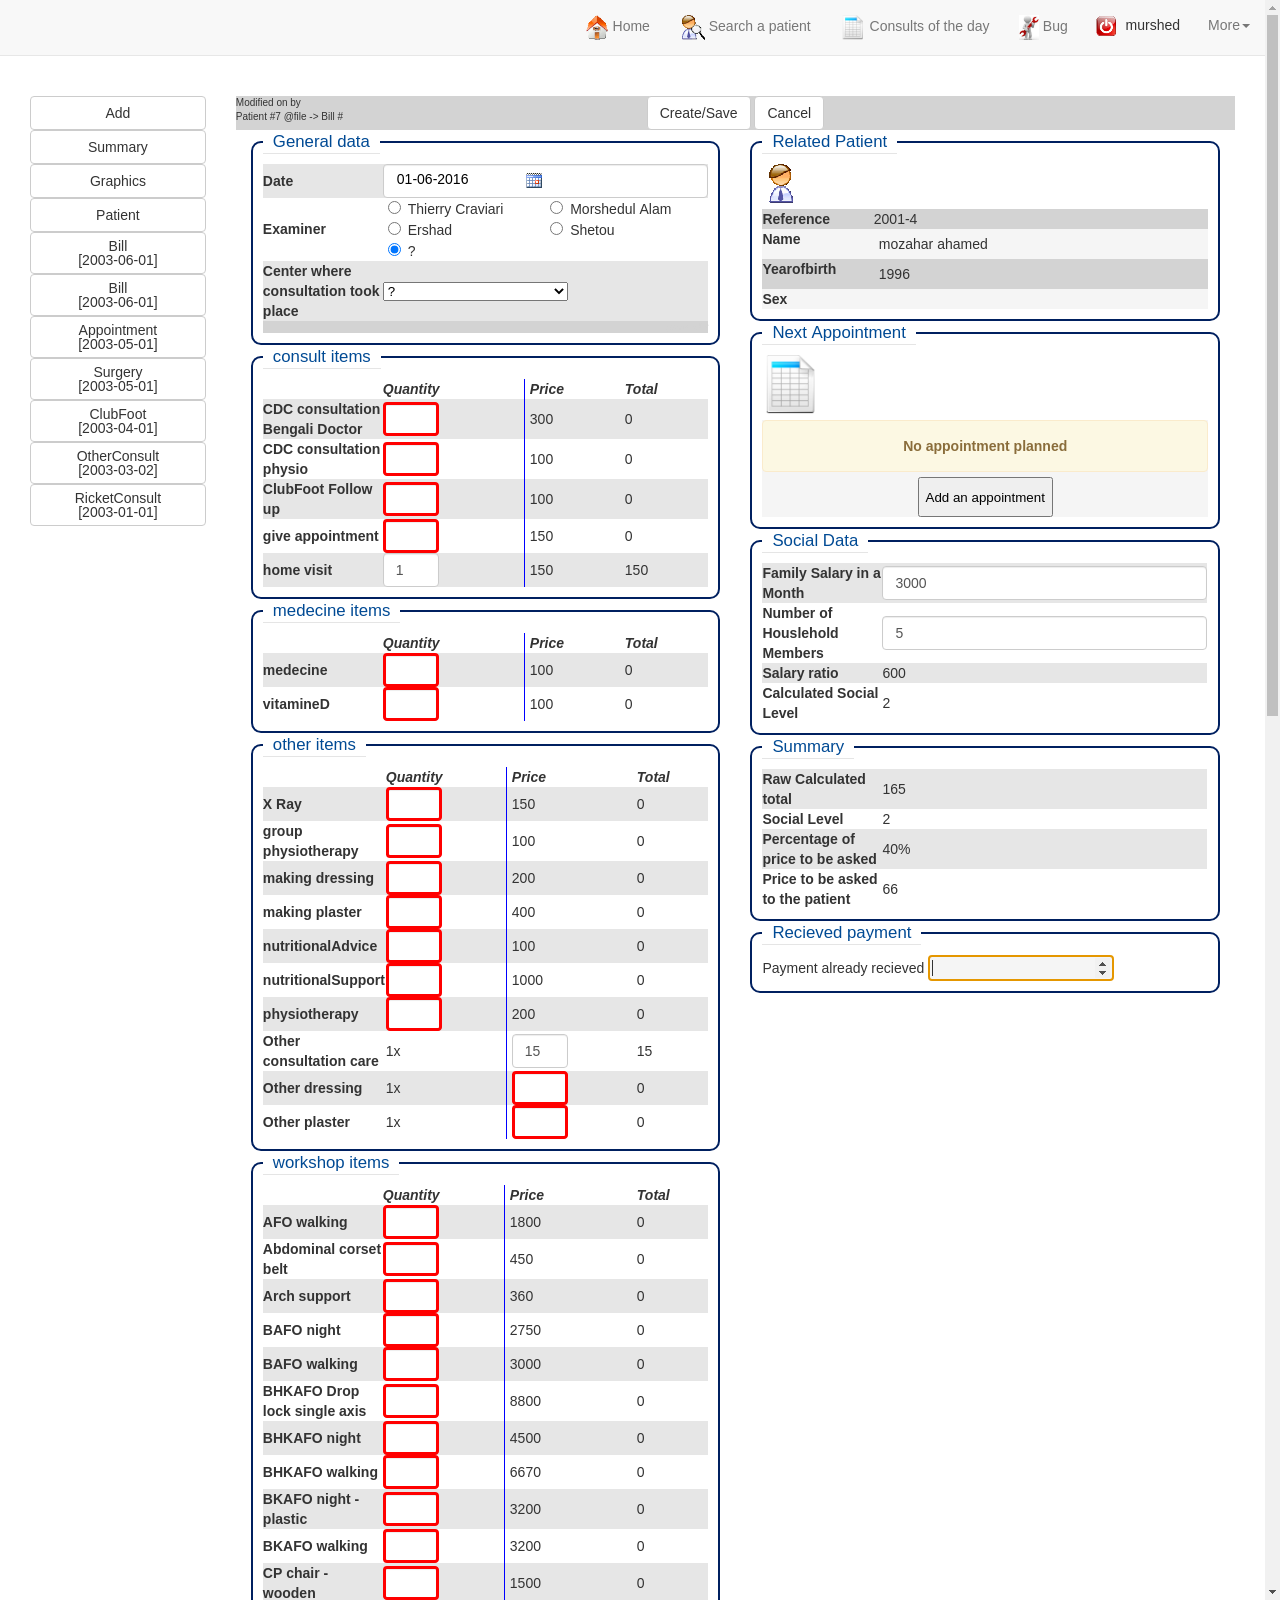 Home Search a patient Consults of the day Bug murshed More
Add
Summary
Graphics
Patient
Bill
[2003-06-01]
Bill
[2003-06-01]
Appointment
[2003-05-01]
Surgery
[2003-05-01]
ClubFoot
[2003-04-01]
OtherConsult
[2003-03-02]
RicketConsult
[2003-01-01]
Modified on by
Patient #7 @file -> Bill #
Create/Save Cancel
General data
Date 01-06-2016
Examiner
Thierry Craviari Morshedul Alam
Ershad Shetou
?
Center where
consultation took ?
place
consult items
Quantity Price Total
CDC consultation
Bengali Doctor 300 0
CDC consultation
physio 100 0
ClubFoot Follow
up 100 0
give appointment 150 0
home visit 1 150 150
medecine items
Quantity Price Total
medecine 100 0
vitamineD 100 0
other items
Quantity Price Total
X Ray 150 0
group
physiotherapy 100 0
making dressing 200 0
making plaster 400 0
nutritionalAdvice 100 0
nutritionalSupport 1000 0
physiotherapy 200 0
Other
consultation care 1x 15 15
Other dressing 1x 0
Other plaster 1x 0
workshop items
Quantity Price Total
AFO walking 1800 0
Abdominal corset
belt 450 0
Arch support 360 0
BAFO night 2750 0
BAFO walking 3000 0
BHKAFO Drop
lock single axis 8800 0
BHKAFO night 4500 0
BHKAFO walking 6670 0
BKAFO night -
plastic 3200 0
BKAFO walking 3200 0
CP chair -
wooden 1500 0
Related Patient
Reference 2001-4
Name mozahar ahamed
Yearofbirth 1996
Sex
Next Appointment
No appointment planned
Add an appointment
Social Data
Family Salary in a
Month 3000
Number of
Houslehold 5
Members
Salary ratio 600
Calculated Social
Level 2
Summary
Raw Calculated
total 165
Social Level 2
Percentage of
price to be asked 40%
Price to be asked
to the patient 66
Recieved payment
Payment already recieved